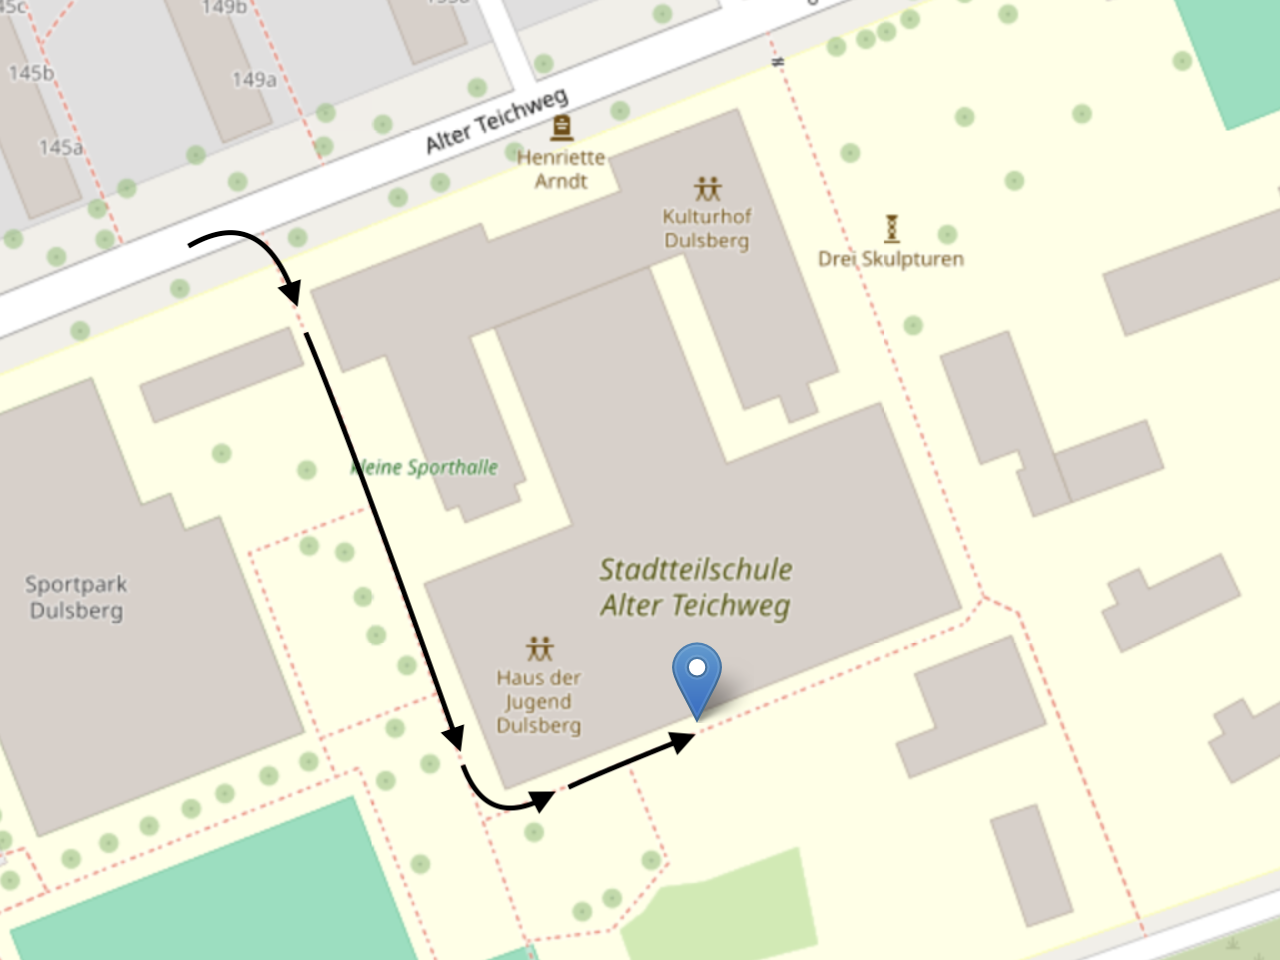 149b
145b
149a
145a
Alter Teichweg
Henriette
Arndt
Kulturhof
Dulsberg
Drei Skulpturen
kleine Sporthalle
Stadtteilschule
Alter Teichweg
Sportpark
Dulsberg
Haus der
Jugend
Dulsberg